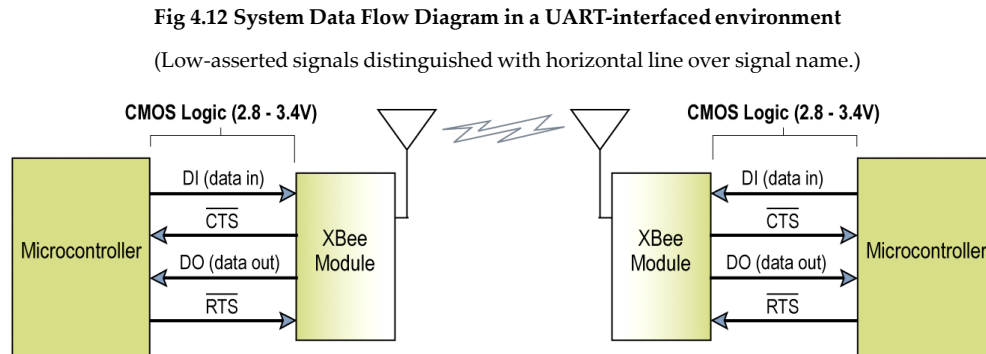 Fig 4.12 System Data Flow Diagram in a UART-interfaced environment
(Low-asserted signals distinguished with horizontal line over signal name.)
CMOS Logic (2.8 - 3.4V)
CMOS Logic (2.8 - 3.4V)
Microcontroller
DI (data in)
CTS
DO (data out)
RTS
XBee
Module
XBee
Module
DI (data in)
CTS
DO (data out)
RTS
Microcontroller